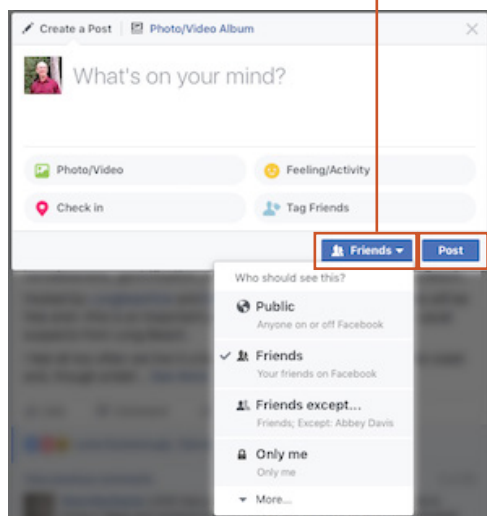 Create a Post Photo/Video Album
What's on your mind?
Photo/Video Feeling/Activity
Check in Tag Friends
Friends Post
Who should see this?
Public
Anyone on or off Facebook
Friends
Your friends on Facebook
Friends except...
Friends; Except: Abbey Davis
Only me
Only me
More...